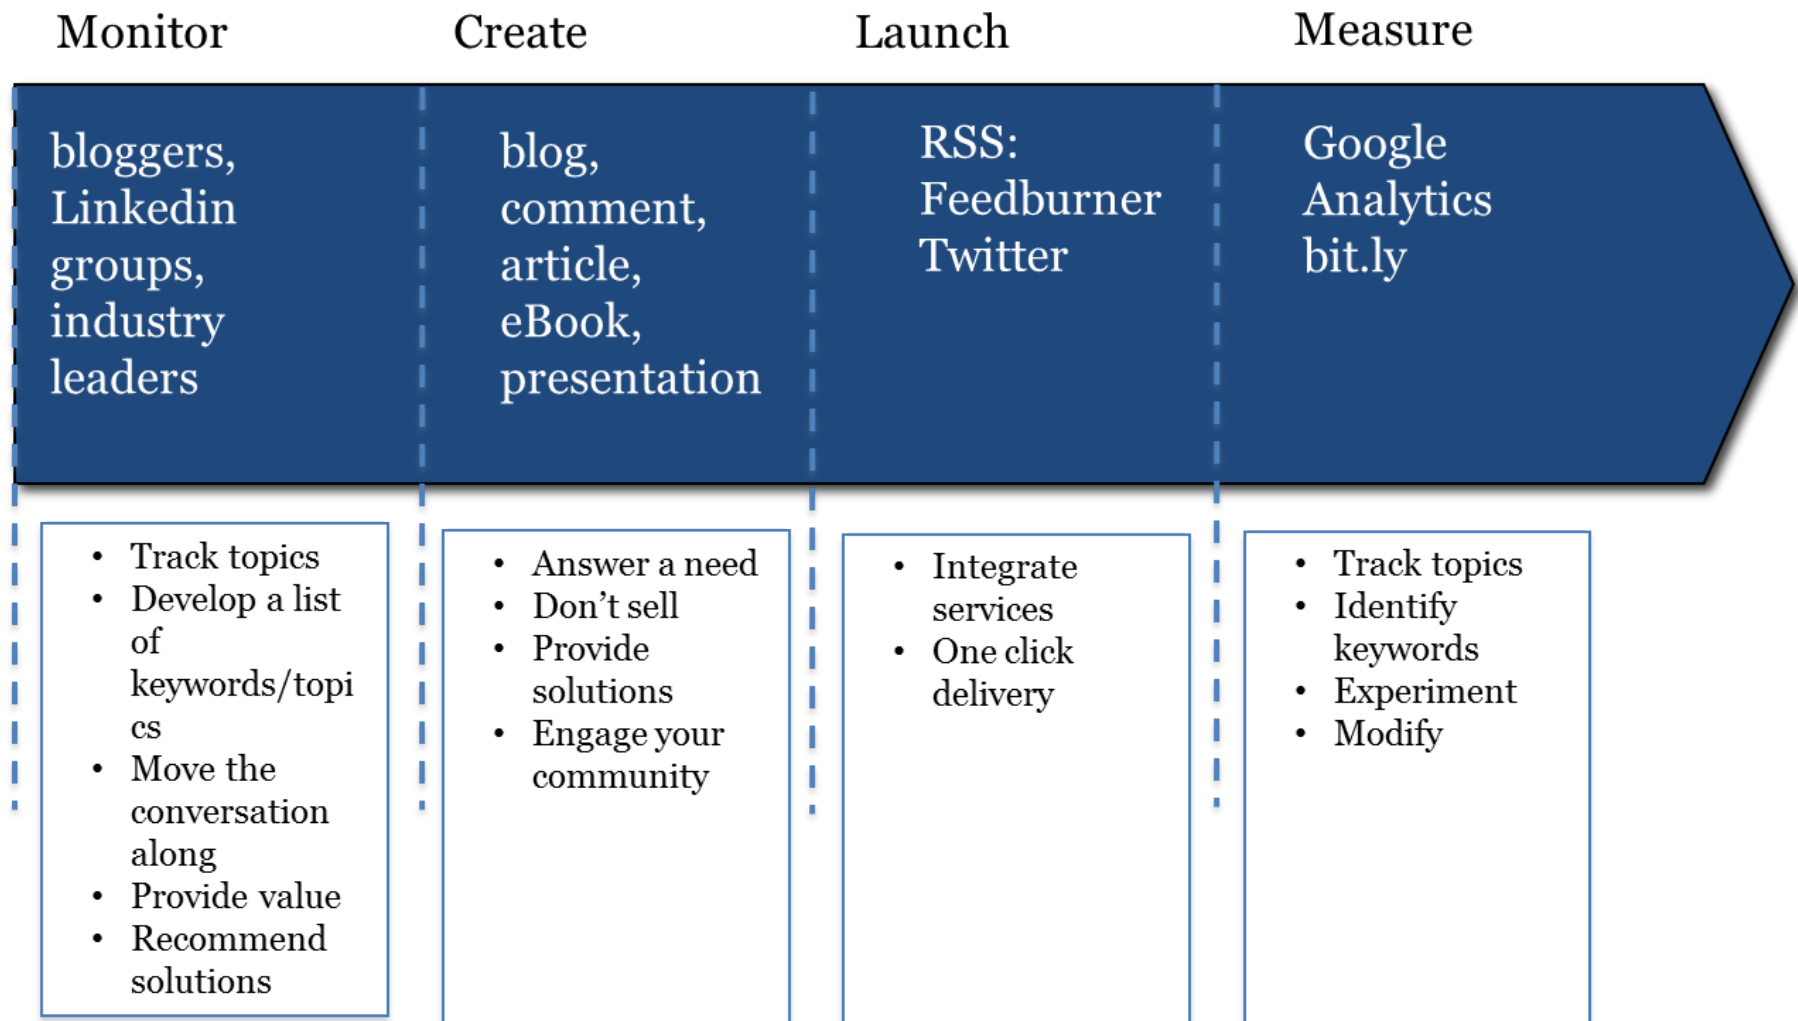 Monitor
Create
Launch
Measure
bloggers,
Linkedin
groups,
industry
leaders
blog,
comment,
article,
eBook,
presentation
RSS:
Feedburner
Twitter
Google
Analytics
bit.ly
• Track topics
• Develop a list
of
keywords/topi
cs
• Move the
conversation
along
• Provide value
• Recommend
solutions
• Answer a need
• Don’t sell
• Provide
solutions
• Engage your
community
• Integrate
services
• One click
delivery
• Track topics
• Identify
keywords
• Experiment
• Modify